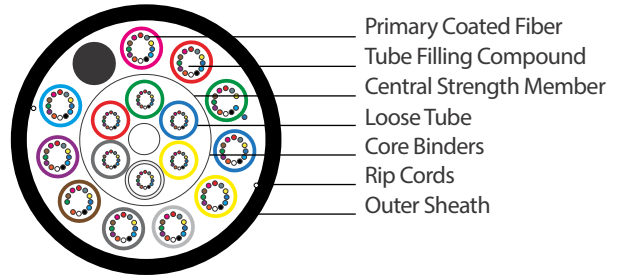 Primary Coated Fiber
Tube Filling Compound
Central Strength Member
Loose Tube
Core Binders
Rip Cords
Outer Sheath